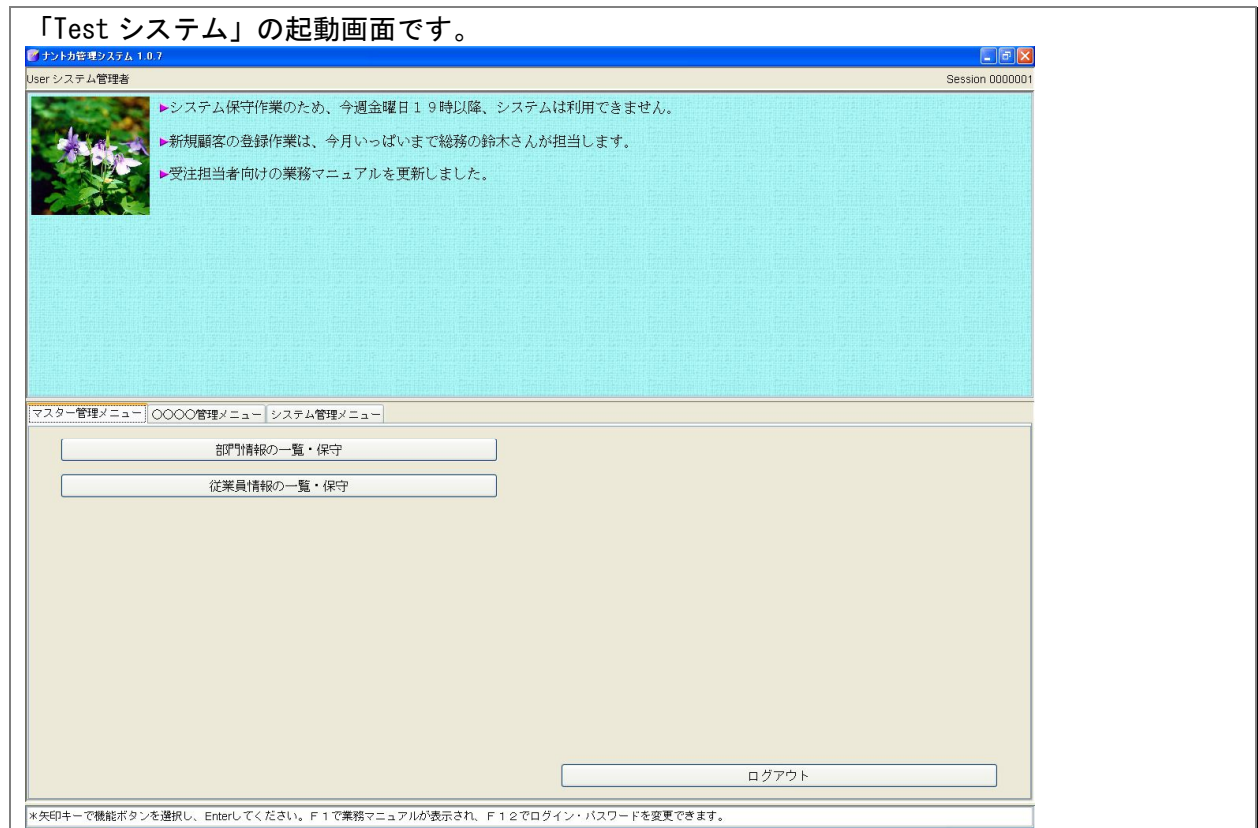 「Test システム」の起動画面です。
ナントカ管理システム 1.0.7
User システム管理者
Session 0000001
▶システム保守作業のため、今週金曜日１９時以降、システムは利用できません。
▶新規顧客の登録作業は、今月いっぱいまで総務の鈴木さんが担当します。
▶受注担当者向けの業務マニュアルを更新しました。
マスター管理メニュー 〇〇〇〇管理メニュー システム管理メニュー
部門情報の一覧・保守
従業員情報の一覧・保守
ログアウト
＊矢印キーで機能ボタンを選択し、Enterしてください。Ｆ１で業務マニュアルが表示され、Ｆ１２でログイン・パスワードを変更できます。